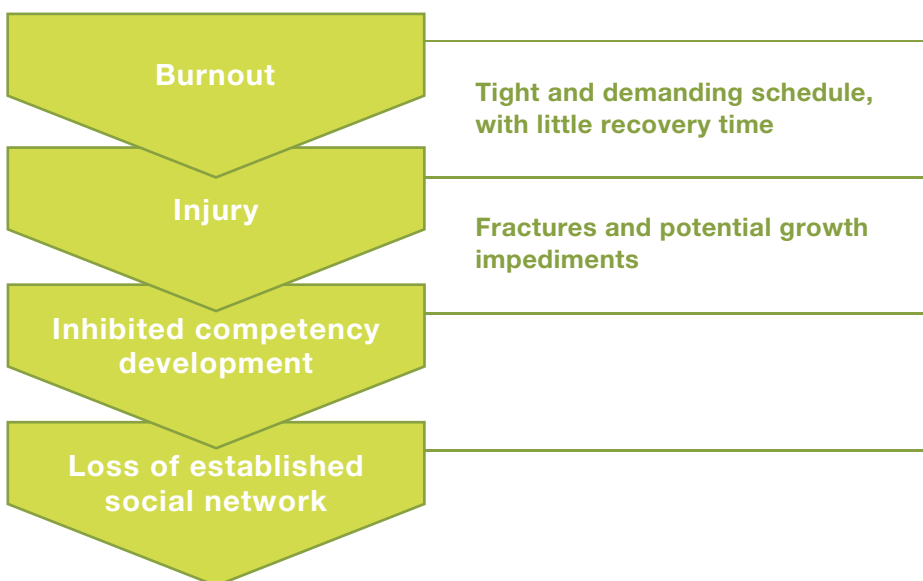 Burnout
Tight and demanding schedule,
with little recovery time
Injury
Fractures and potential growth
impediments
Inhibited competency
development
Loss of established
social network